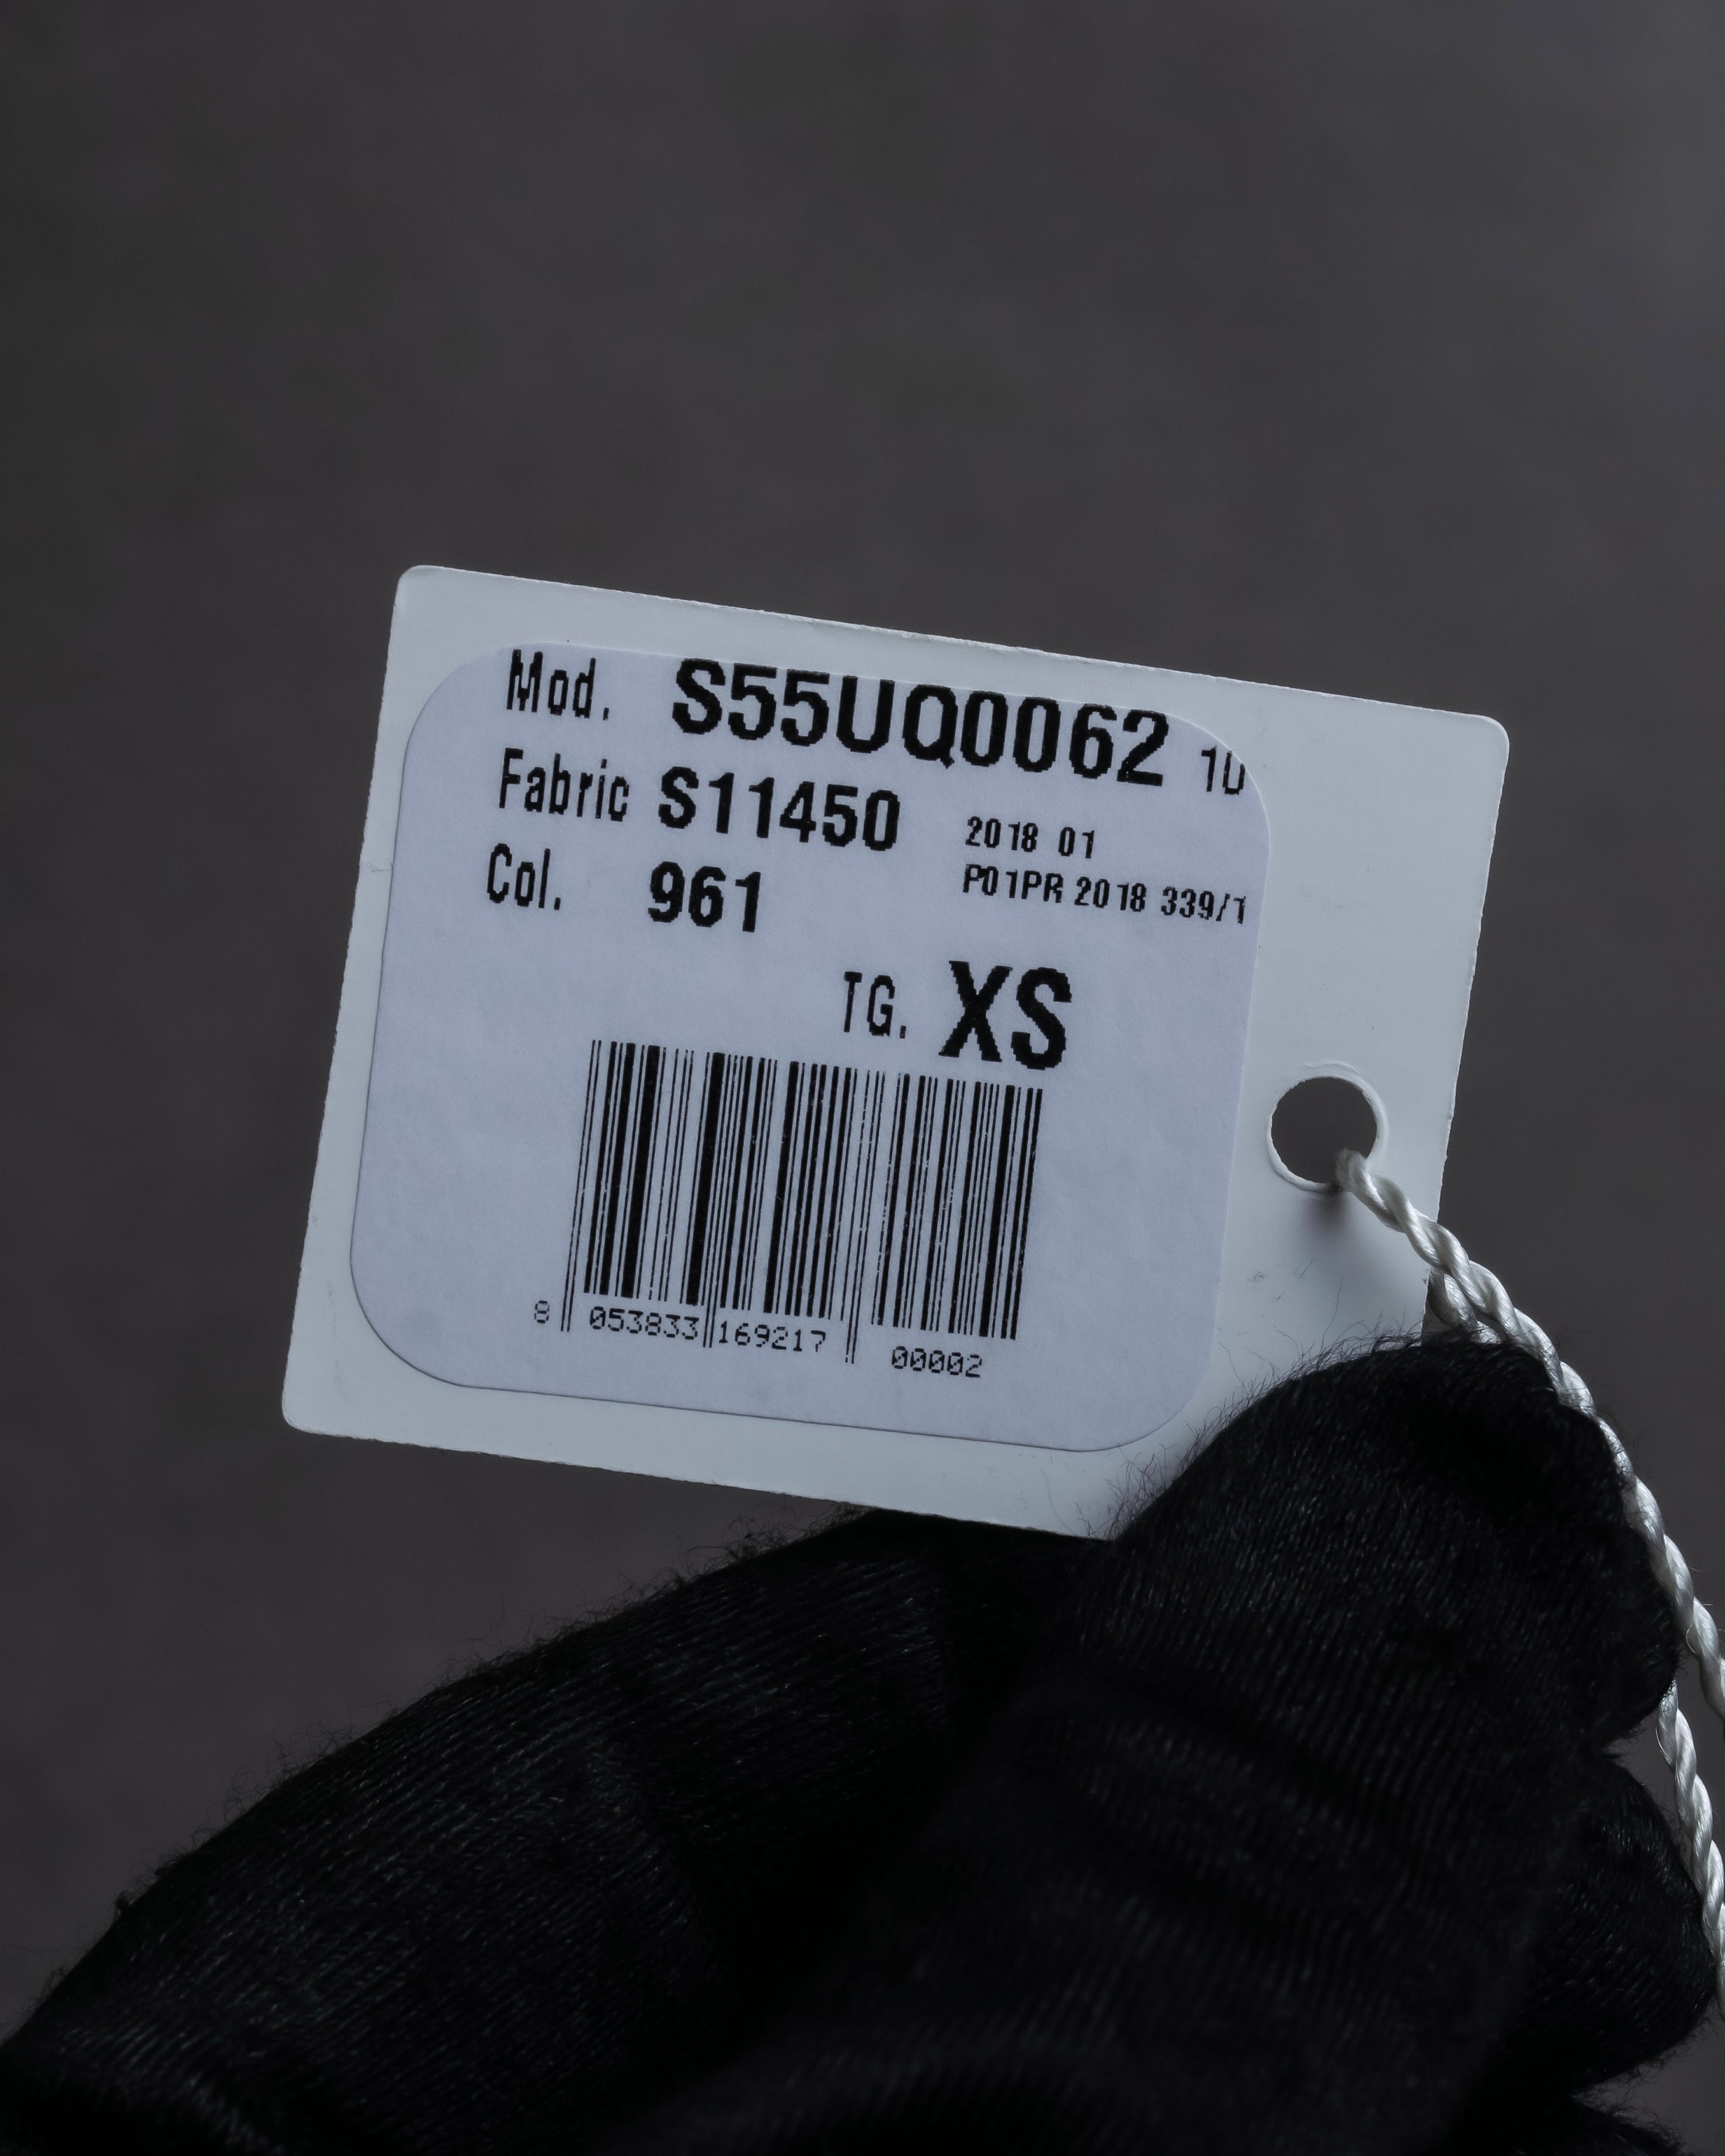 Mod. S55UQ0062 10
Fabric S11450 2018 01
Col. 961 P01PR 2018 339/1
TG. XS
8 053833 169217 00002